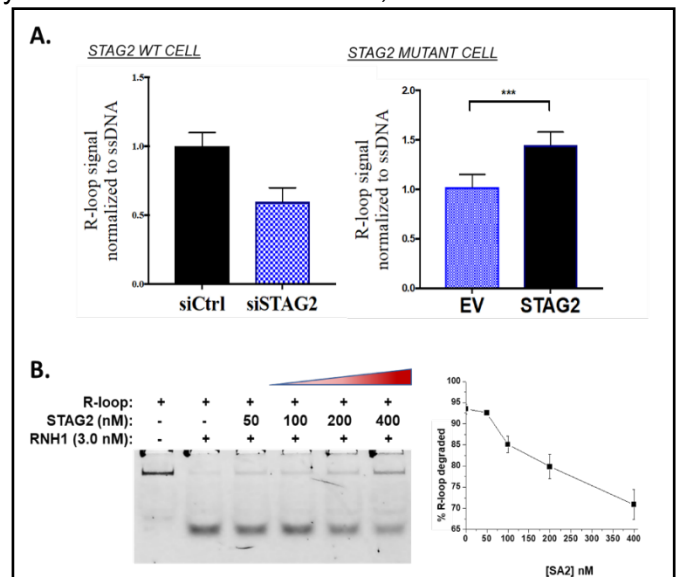 A.
STAG2 WT CELL
STAG2 MUTANT CELL
R-loop signal
normalized to ssDNA
1.5
1.0
0.5
0.0
siCtrl siSTAG2
R-loop signal
normalized to ssDNA
2.0
1.5
1.0
0.5
0.0
***
EV STAG2
B.
R-loop: + + + + + +
STAG2 (nM): - - 50 100 200 400
RNH1 (3.0 nM): - + + + + +
% R-loop degraded
100
95
90
85
80
75
70
65
0 50 100 150 200 250 300 350 400
[SA2] nM